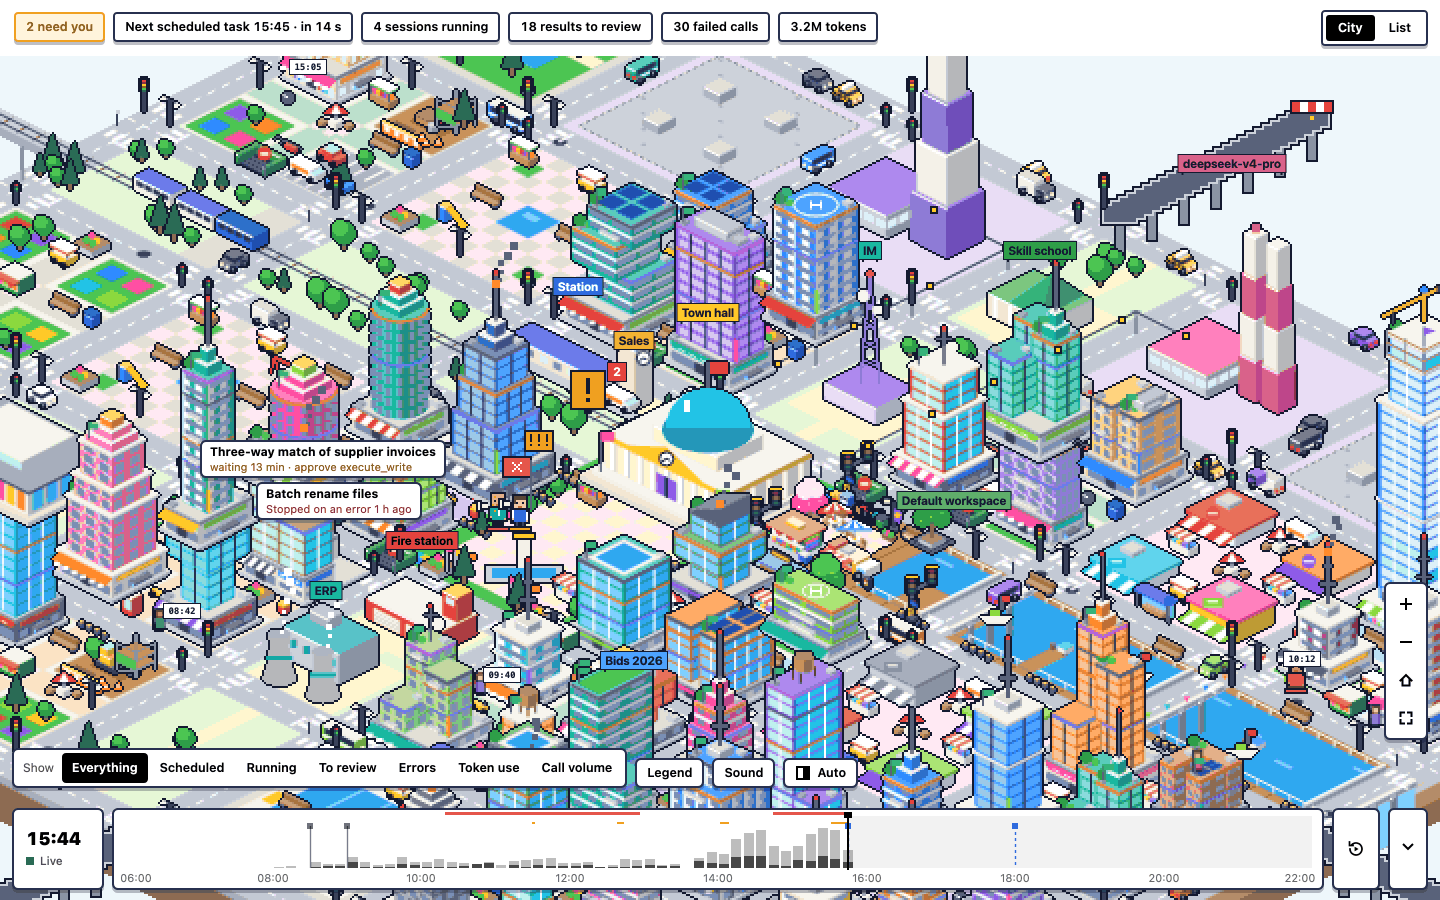 2 need you
Next scheduled task 15:45 · in 14 s
4 sessions running
18 results to review
30 failed calls
3.2M tokens
City
List
15:05
deepseek-v4-pro
IM
Skill school
Station
Town hall
Sales
2
!
!!!
Three-way match of supplier invoices
waiting 13 min · approve execute_write
Batch rename files
Stopped on an error 1 h ago
Default workspace
Fire station
ERP
08:42
09:40
Bids 2026
10:12
H
H
+
−
Show
Everything
Scheduled
Running
To review
Errors
Token use
Call volume
Legend
Sound
Auto
15:44
Live
06:00
08:00
10:00
12:00
14:00
16:00
18:00
20:00
22:00